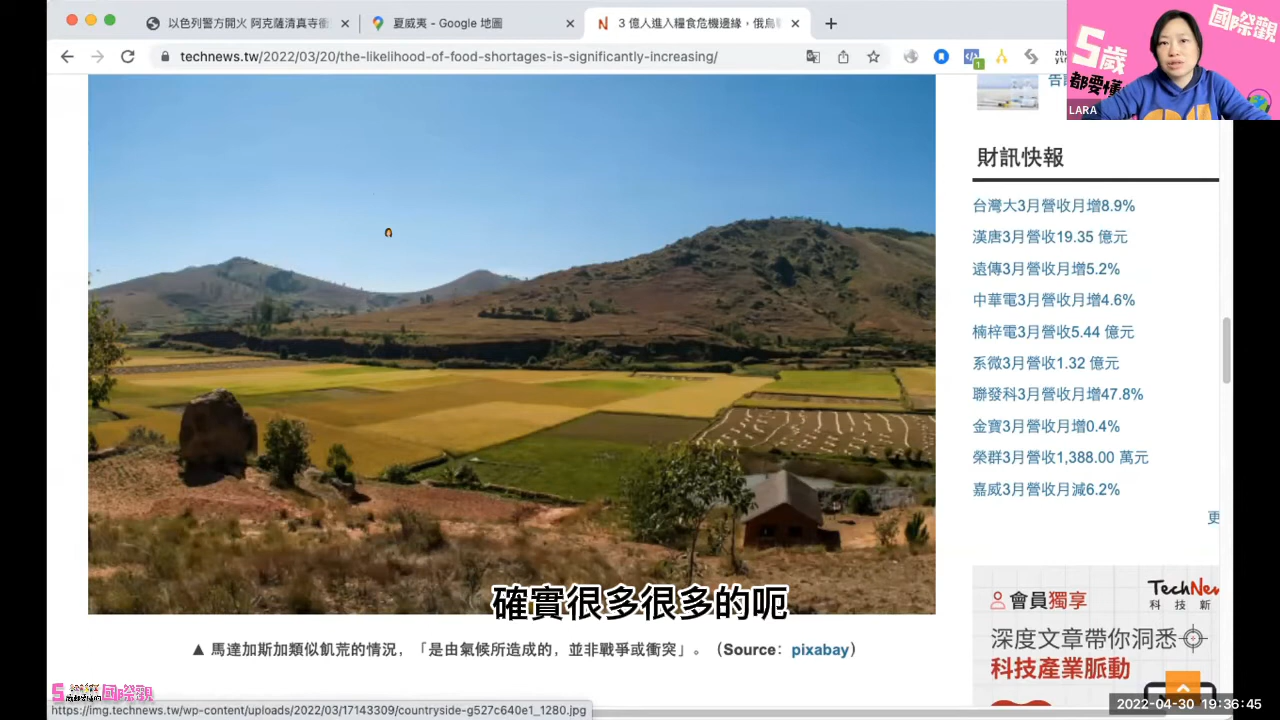 以色列警方開火 阿克薩清真寺衝
夏威夷 - Google 地圖
3 億人進入糧食危機邊緣，俄烏
technews.tw/2022/03/20/the-
d-of-food-shortages-is-significantly-increasing/
5歲
都要懂
國際觀
LARA
財訊快報
台灣大3月營收月增8.9%
漢唐3月營收19.35 億元
遠傳3月營收月增5.2%
中華電3月營收月增4.6%
楠梓電3月營收5.44 億元
系微3月營收1.32 億元
聯發科3月營收月增47.8%
金寶3月營收月增0.4%
榮群3月營收1,388.00 萬元
嘉威3月營收月減6.2%
更
確實很多很多的呃
▲ 馬達加斯加類似飢荒的情況，「是由氣候所造成的，並非戰爭或衝突」。（Source：pixabay）
會員獨享
TechNew
科 技 新
深度文章帶你洞悉
科技產業脈動
5歲都要懂的國際觀
https://img.technews.tw/wp-content/uploads/2022/03/17143309/countryside-
1_1280.jpg
2022-04-30 19:36:45